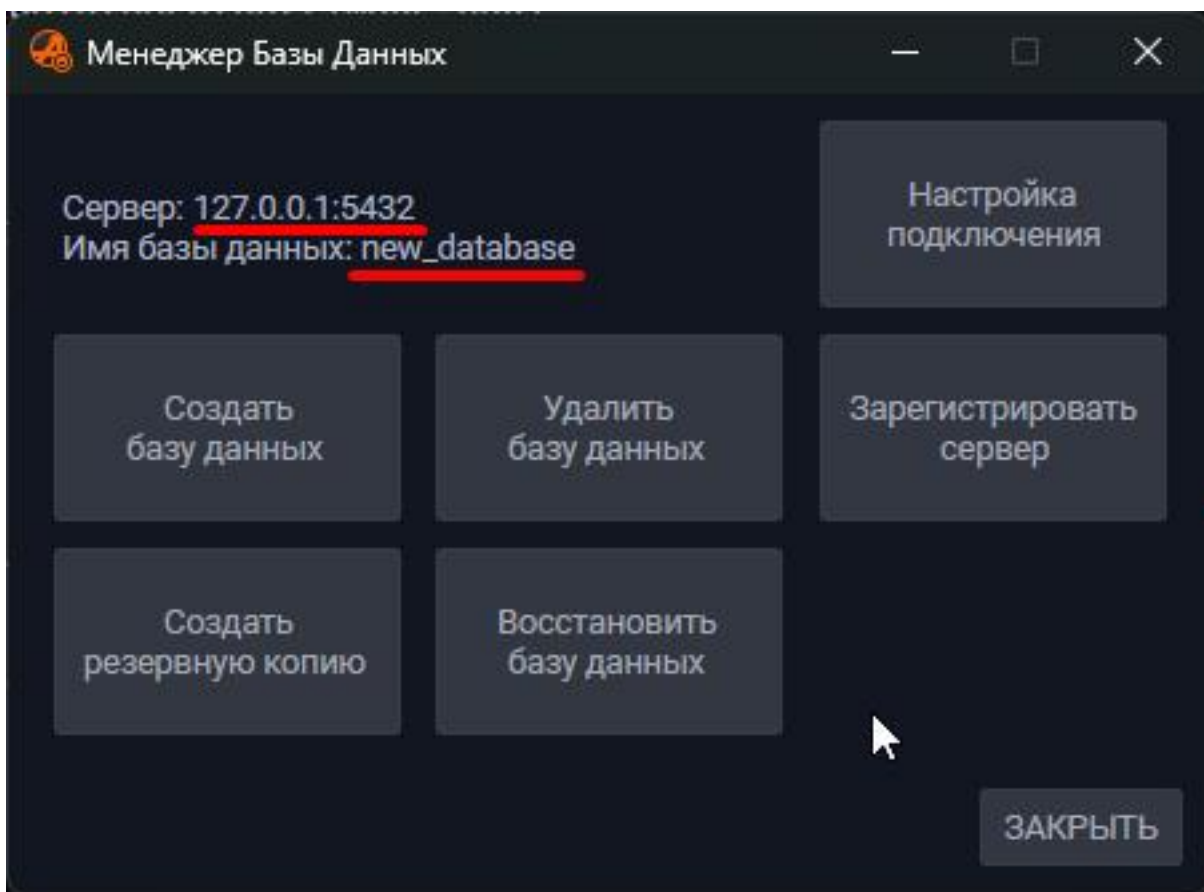 Менеджер Базы Данных
Сервер: 127.0.0.1:5432
Имя базы данных: new_database
Настройка
подключения
Создать
базу данных
Удалить
базу данных
Зарегистрировать
сервер
Создать
резервную копию
Восстановить
базу данных
ЗАКРЫТЬ